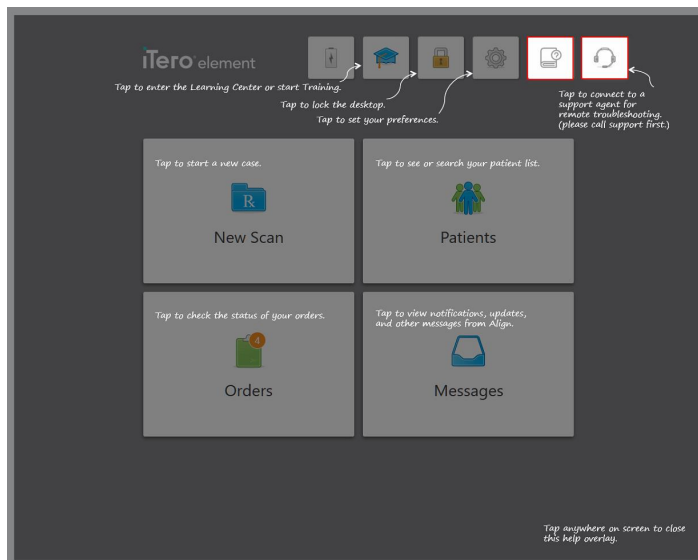 iTero element
Tap to enter the Learning Center or start Training.
Tap to lock the desktop.
Tap to set your preferences.
Tap to connect to a
support agent for
remote troubleshooting.
(please call support first.)
Tap to start a new case.
R
New Scan
Tap to see or search your patient list.
Patients
Tap to check the status of your orders.
4
Orders
Tap to view notifications, updates,
and other messages from Align.
Messages
Tap anywhere on screen to close
this help overlay.